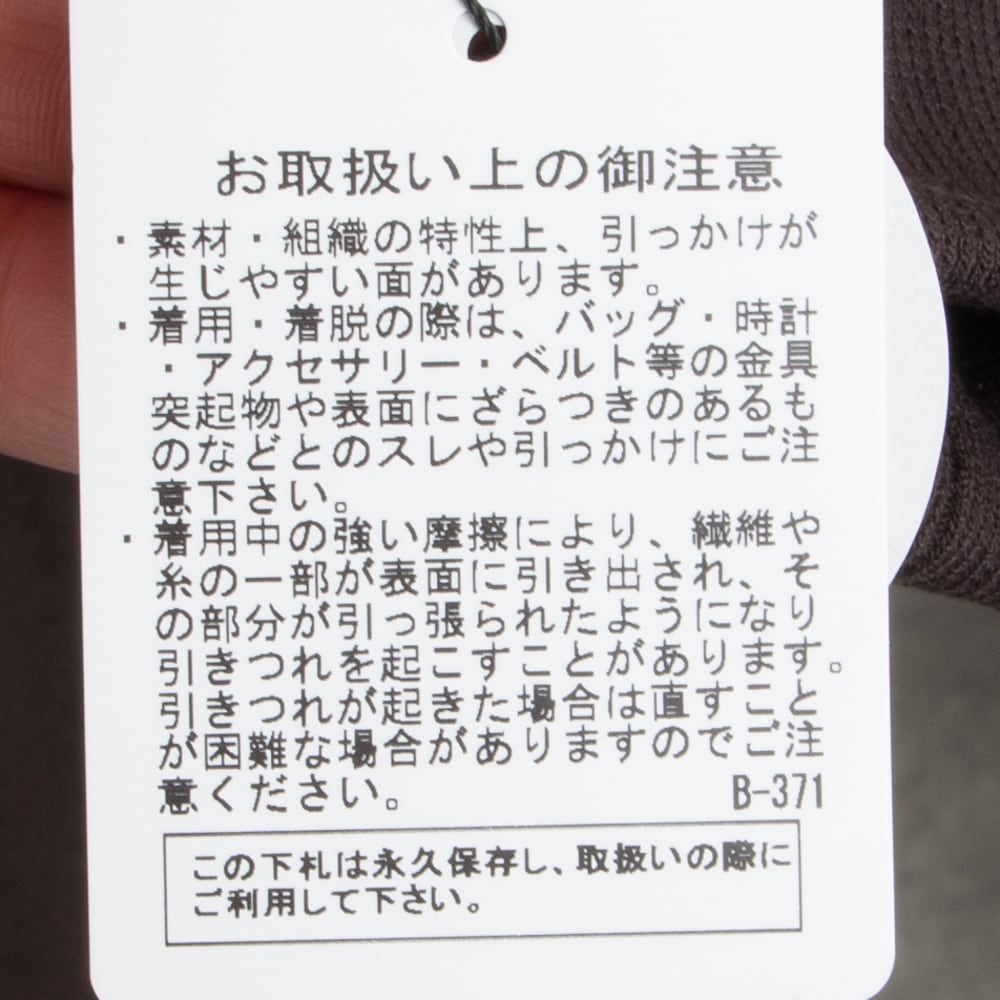 お取扱い上の御注意
・素材・組織の特性上、引っかけが
生じやすい面があります。
・着用・着脱の際は、バッグ・時計
・アクセサリー・ベルト等の金具
突起物や表面にざらつきのあるも
のなどとのスレや引っかけにご注
意下さい。
・着用中の強い摩擦により、繊維や
糸の一部が表面に引き出され、そ
の部分が引っ張られたようになり
引きつれを起こすことがあります。
引きつれが起きた場合は直すこと
が困難な場合がありますのでご注
意ください。 B-371
この下札は永久保存し、取扱いの際に
ご利用して下さい。